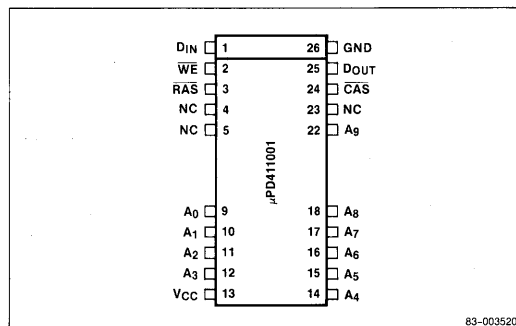 DIN 1 26 GND
WE 2 25 DOUT
RAS 3 24 CAS
NC 4 23 NC
NC 5 22 A9
μPD411001
A0 9 18 A8
A1 10 17 A7
A2 11 16 A6
A3 12 15 A5
VCC 13 14 A4
83-003520